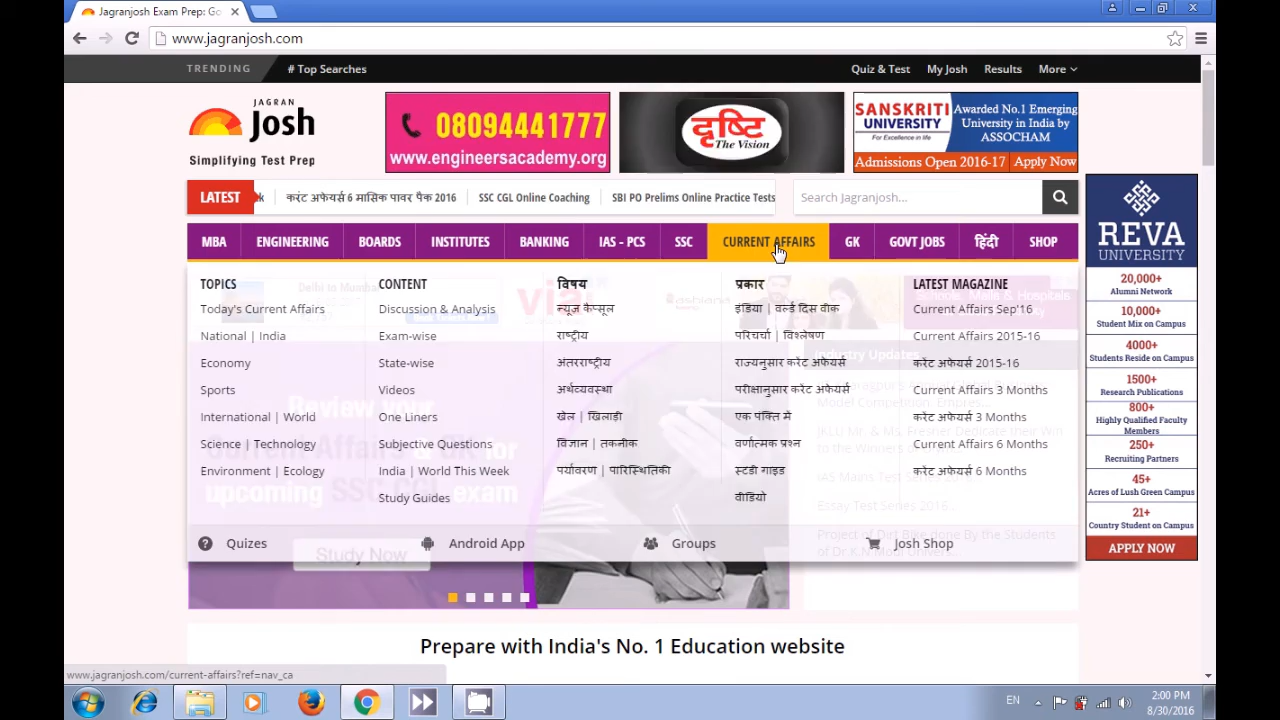 Jagranjosh Exam Prep: Go
www.jagranjosh.com
TRENDING # Top Searches Quiz & Test My Josh Results More
JAGRAN
Josh
Simplifying Test Prep
08094441777
www.engineersacademy.org
दृष्टि
The Vision
SANSKRITI
UNIVERSITY
For Excellence in life
Awarded No.1 Emerging
University in India by
ASSOCHAM
Admissions Open 2016-17 Apply Now
LATEST k करंट अफेयर्स 6 मासिक पावर पैक 2016 SSC CGL Online Coaching SBI PO Prelims Online Practice Tests Search Jagranjosh...
MBA ENGINEERING BOARDS INSTITUTES BANKING IAS - PCS SSC CURRENT AFFAIRS GK GOVT JOBS हिंदी SHOP
TOPICS
Today's Current Affairs
National | India
Economy
Sports
International | World
Science | Technology
Environment | Ecology
CONTENT
Discussion & Analysis
Exam-wise
State-wise
Videos
One Liners
Subjective Questions
India | World This Week
Study Guides
विषय
न्यूज़ कैप्सूल
राष्ट्रीय
अंतरराष्ट्रीय
अर्थव्यवस्था
खेल | खिलाड़ी
विज्ञान | तकनीक
पर्यावरण | पारिस्थितिकी
प्रकार
इंडिया | वर्ल्ड दिस वीक
परिचर्चा | विश्लेषण
राज्यनुसार करेंट अफेयर्स
परीक्षानुसार करेंट अफेयर्स
एक पंक्ति में
वर्णात्मक प्रश्न
स्टडी गाइड
वीडियो
LATEST MAGAZINE
Current Affairs Sep'16
Current Affairs 2015-16
करेंट अफेयर्स 2015-16
Current Affairs 3 Months
करेंट अफेयर्स 3 Months
Current Affairs 6 Months
करेंट अफेयर्स 6 Months
Quizes Android App Groups Josh Shop
Study Now
REVA
UNIVERSITY
20,000+
Alumni Network
10,000+
Student Mix on Campus
4000+
Students Reside on Campus
1500+
Research Publications
800+
Highly Qualified Faculty
Members
250+
Recruiting Partners
45+
Acres of Lush Green Campus
21+
Country Student on Campus
APPLY NOW
Prepare with India's No. 1 Education website
www.jagranjosh.com/current-affairs?ref=nav_ca
EN
2:00 PM
8/30/2016